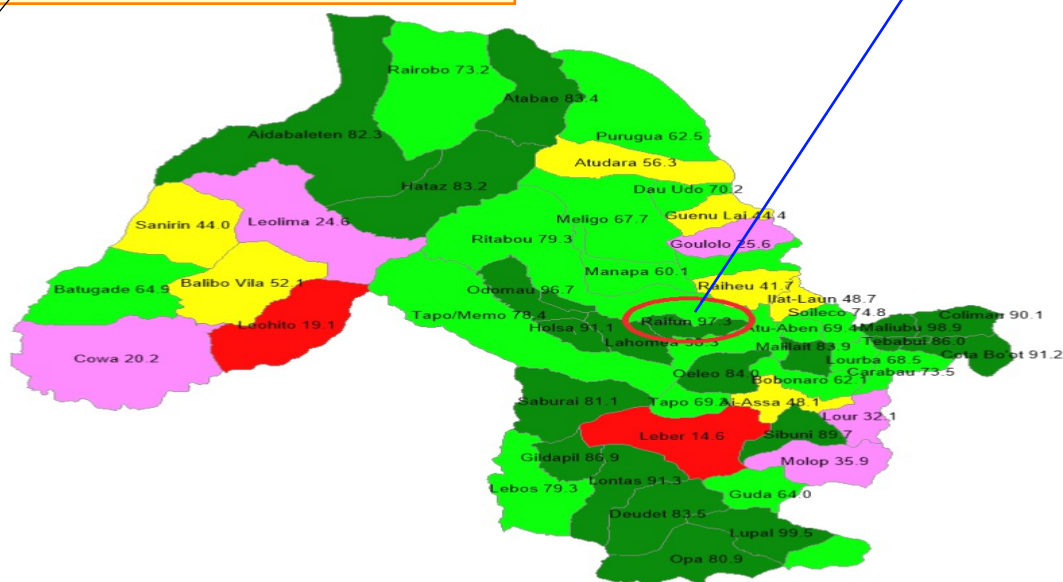 Rairobo 73.2
Atabae 83.4
Aidabaleten 82.3
Purugua 62.5
Atudara 56.3
Hataz 83.2
Dau Udo 70.2
Leolima 24.6
Meligo 67.7
Guenu Lai 44.4
Sanirin 44.0
Ritabou 79.3
Goulolo 25.6
Manapa 60.1
Balibo Vila 52.1
Raiheu 41.7
Batugade 64.9
Odomau 96.7
Ilat-Laun 48.7
Solleco 74.8
Tapo/Memo 78.4
Coliman 90.1
Raifun 97.3
Leohito 19.1
Holsa 91.1
Atu-Aben 69.4
Maliubu 98.9
Lahomea
Malilait 83.9
Tebabui 86.0
Cowa 20.2
Lourba 68.5
Cota Bo'ot 91.2
Oeleo 84.0
Carabau 73.5
Bobonaro 62.1
Saburai 81.1
Tapo 69.2
Ai-Assa 48.1
Lour 32.1
Leber 14.6
Sibuni 89.7
Gildapil 86.9
Molop 35.9
Lontas 91.3
Lebos 79.3
Guda 64.0
Deudet 83.5
Lupal 99.5
Opa 80.9